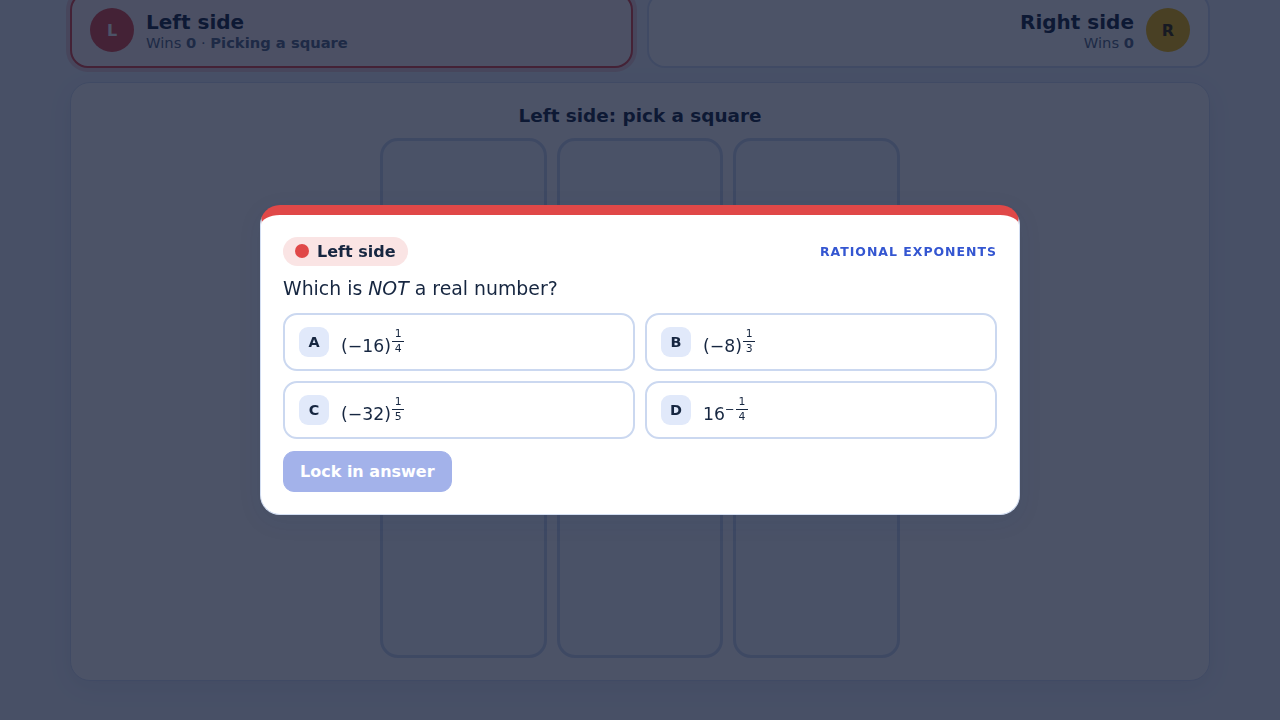 L
Left side
Wins 0 · Picking a square
Right side
Wins 0
R
Left side: pick a square
Left side
RATIONAL EXPONENTS
Which is NOT a real number?
A (−16)^{1/4}
B (−8)^{1/3}
C (−32)^{1/5}
D 16^{−1/4}
Lock in answer